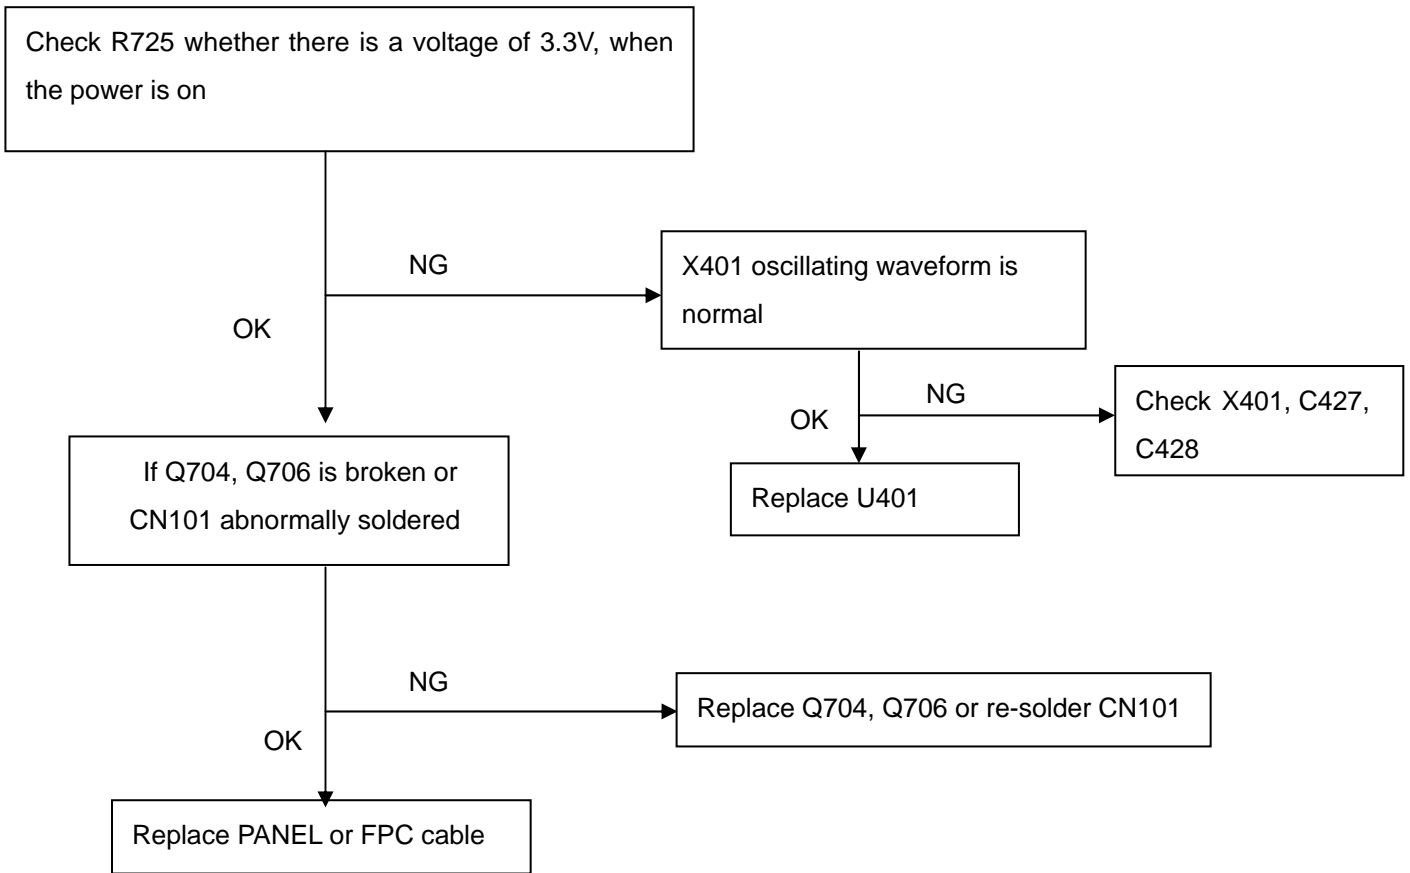 Check R725 whether there is a voltage of 3.3V, when
the power is on
NG
X401 oscillating waveform is
normal
OK
NG
Check X401, C427,
C428
OK
Replace U401
If Q704, Q706 is broken or
CN101 abnormally soldered
NG
Replace Q704, Q706 or re-solder CN101
OK
Replace PANEL or FPC cable